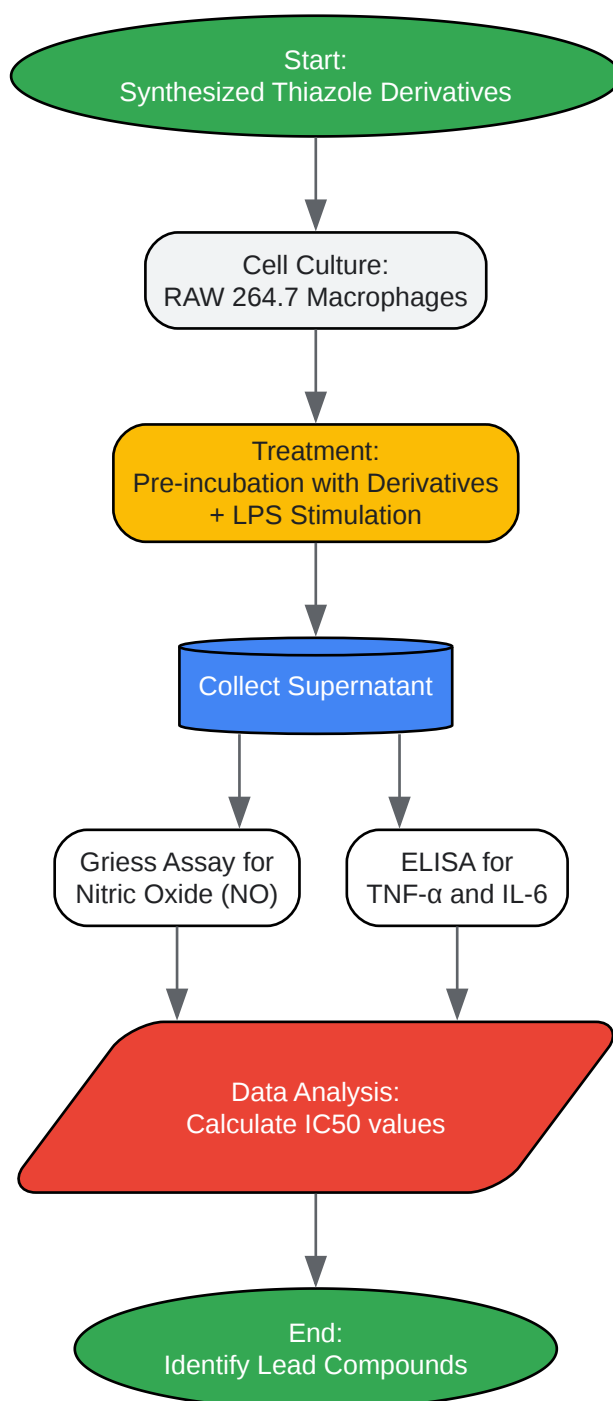 Start:
Synthesized Thiazole Derivatives
Cell Culture:
RAW 264.7 Macrophages
Treatment:
Pre-incubation with Derivatives
+ LPS Stimulation
Collect Supernatant
Griess Assay for
Nitric Oxide (NO)
ELISA for
TNF-α and IL-6
Data Analysis:
Calculate IC50 values
End:
Identify Lead Compounds